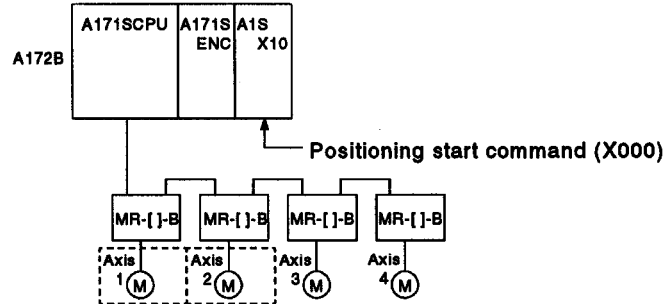 A171SCPU A171S A1S
ENC X10
A172B
Positioning start command (X000)
MR-[ ]-B MR-[ ]-B MR-[ ]-B MR-[ ]-B
Axis Axis Axis Axis
1 M 2 M 3 M 4 M